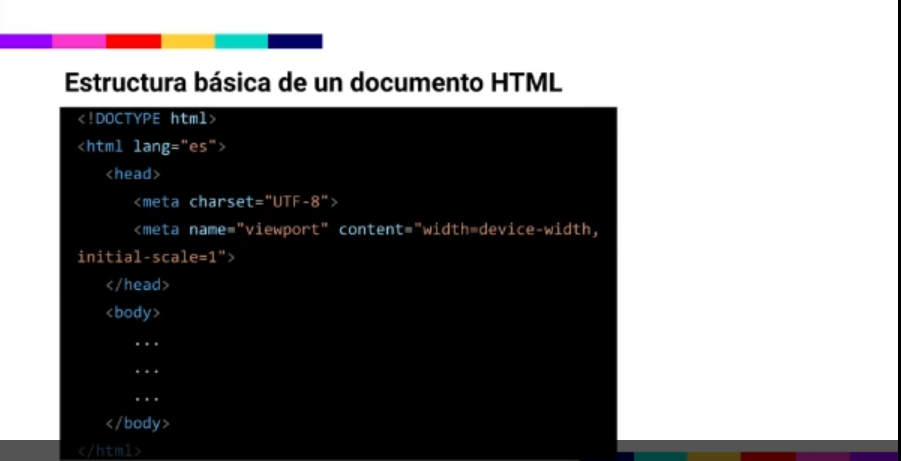 Estructura básica de un documento HTML
<!DOCTYPE html>
<html lang="es">
<head>
<meta charset="UTF-8">
<meta name="viewport" content="width=device-width,
initial-scale=1">
</head>
<body>
...
...
...
</body>
</html>